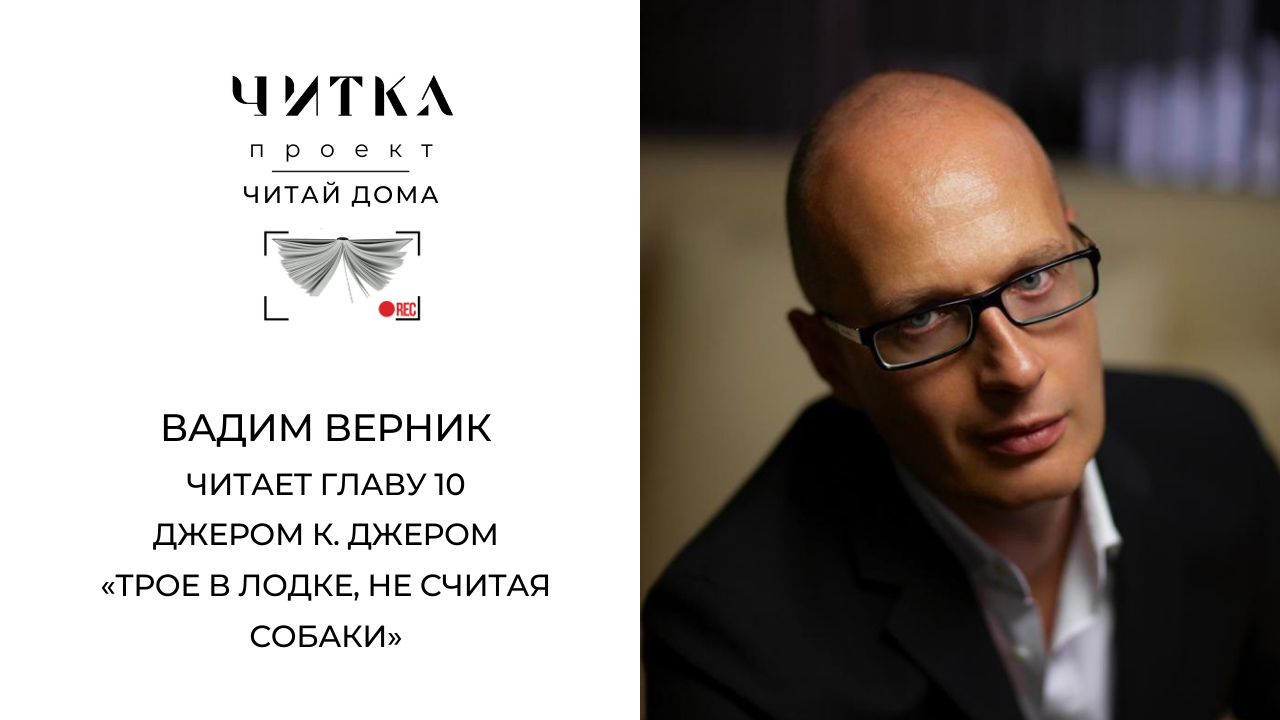 ЧИТКА
проект
ЧИТАЙ ДОМА
REC
ВАДИМ ВЕРНИК
ЧИТАЕТ ГЛАВУ 10
ДЖЕРОМ К. ДЖЕРОМ
«ТРОЕ В ЛОДКЕ, НЕ СЧИТАЯ
СОБАКИ»